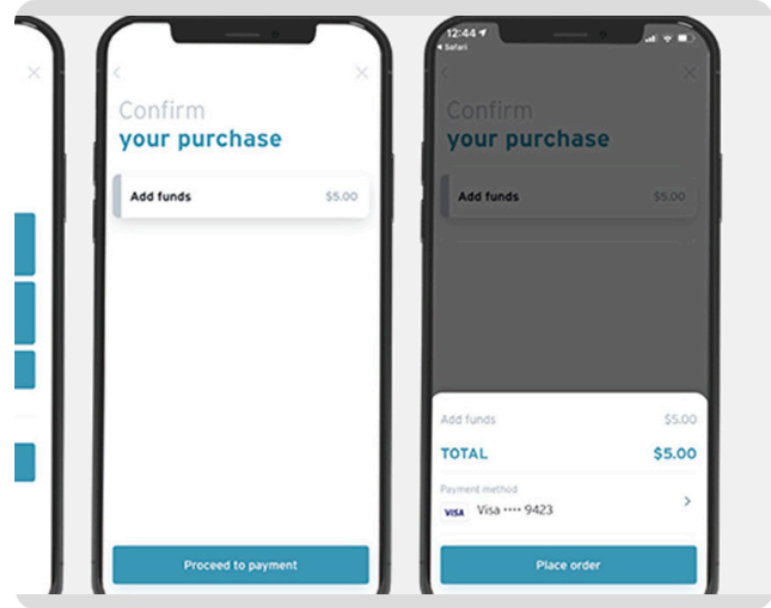 Confirm
your purchase
Add funds $5.00
Proceed to payment
12:44
Safari
Confirm
your purchase
Add funds $5.00
Add funds $5.00
TOTAL $5.00
Payment method
VISA Visa •••• 9423
Place order